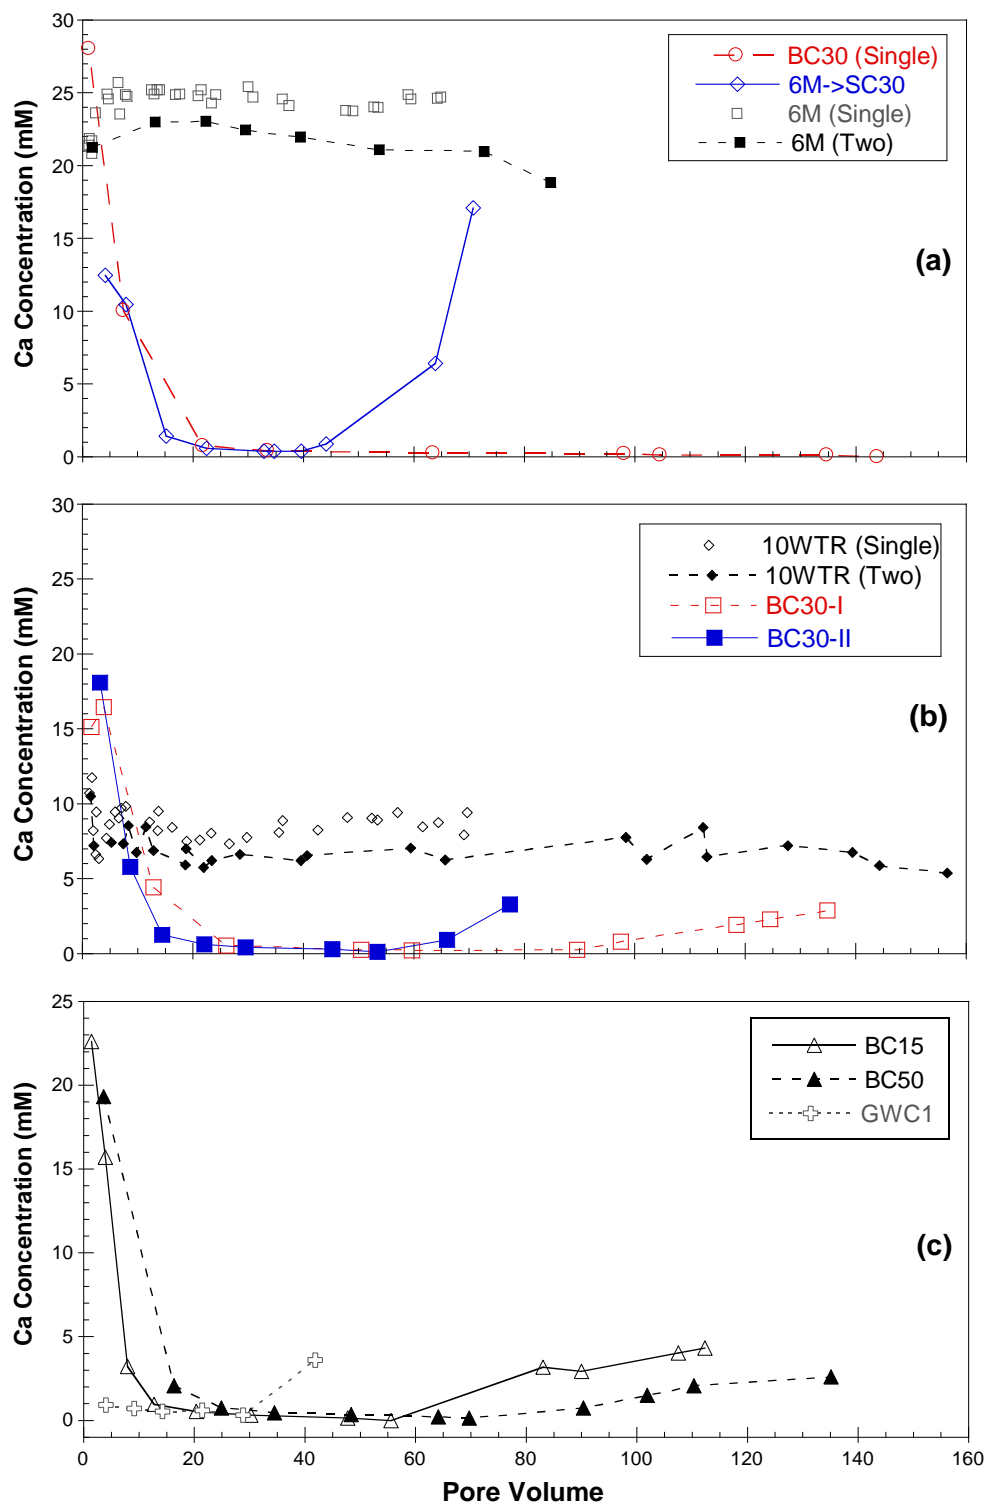 30
25
20
15
10
5
0
Ca Concentration (mM)
BC30 (Single)
6M->SC30
6M (Single)
6M (Two)
(a)
30
25
20
15
10
5
0
Ca Concentration (mM)
10WTR (Single)
10WTR (Two)
BC30-I
BC30-II
(b)
25
20
15
10
5
0
Ca Concentration (mM)
BC15
BC50
GWC1
(c)
0 20 40 60 80 100 120 140 160
Pore Volume